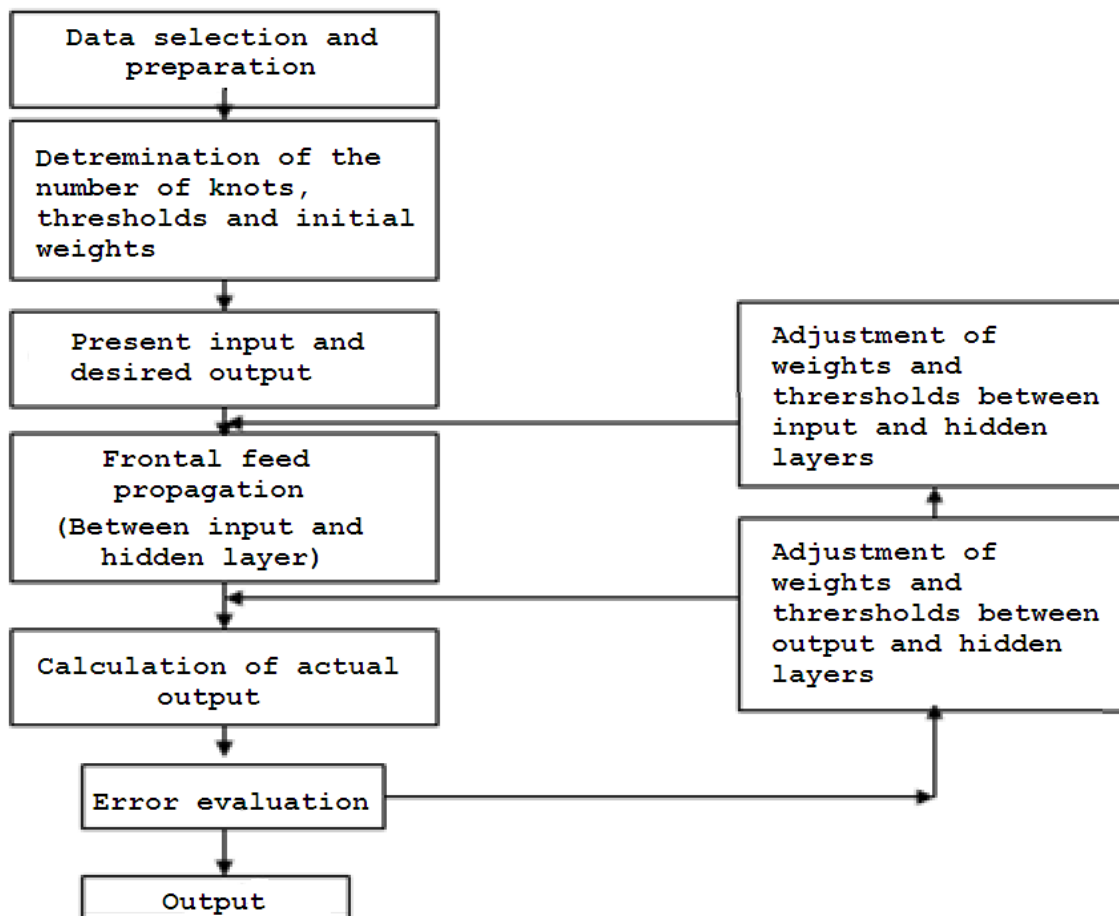 Data selection and
preparation
Detremination of the
number of knots,
thresholds and initial
weights
Present input and
desired output
Frontal feed
propagation
(Between input and
hidden layer)
Calculation of actual
output
Error evaluation
Output
Adjustment of
weights and
thrersholds between
input and hidden
layers
Adjustment of
weights and
thrersholds between
output and hidden
layers